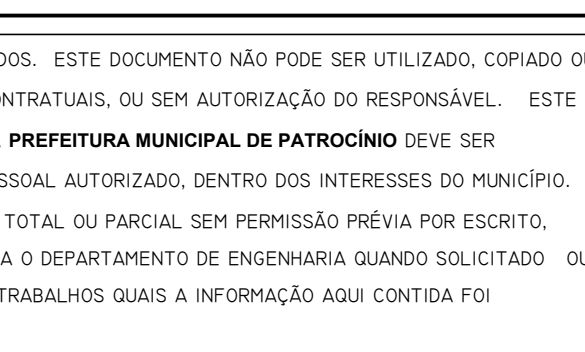 DOS. ESTE DOCUMENTO NÃO PODE SER UTILIZADO, COPIADO OU
ONTRATUAIS, OU SEM AUTORIZAÇÃO DO RESPONSÁVEL. ESTE
PREFEITURA MUNICIPAL DE PATROCÍNIO DEVE SER
SSOAL AUTORIZADO, DENTRO DOS INTERESSES DO MUNICÍPIO.
TOTAL OU PARCIAL SEM PERMISSÃO PRÉVIA POR ESCRITO,
A O DEPARTAMENTO DE ENGENHARIA QUANDO SOLICITADO OU
TRABALHOS QUAIS A INFORMAÇÃO AQUI CONTIDA FOI